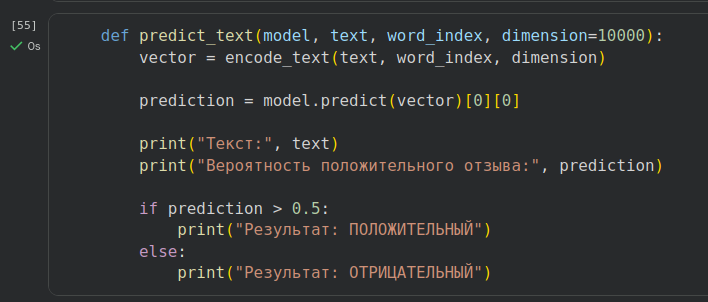 [55]
0s
def predict_text(model, text, word_index, dimension=10000):
    vector = encode_text(text, word_index, dimension)
    prediction = model.predict(vector)[0][0]
    print("Текст:", text)
    print("Вероятность положительного отзыва:", prediction)
    if prediction > 0.5:
        print("Результат: ПОЛОЖИТЕЛЬНЫЙ")
    else:
        print("Результат: ОТРИЦАТЕЛЬНЫЙ")